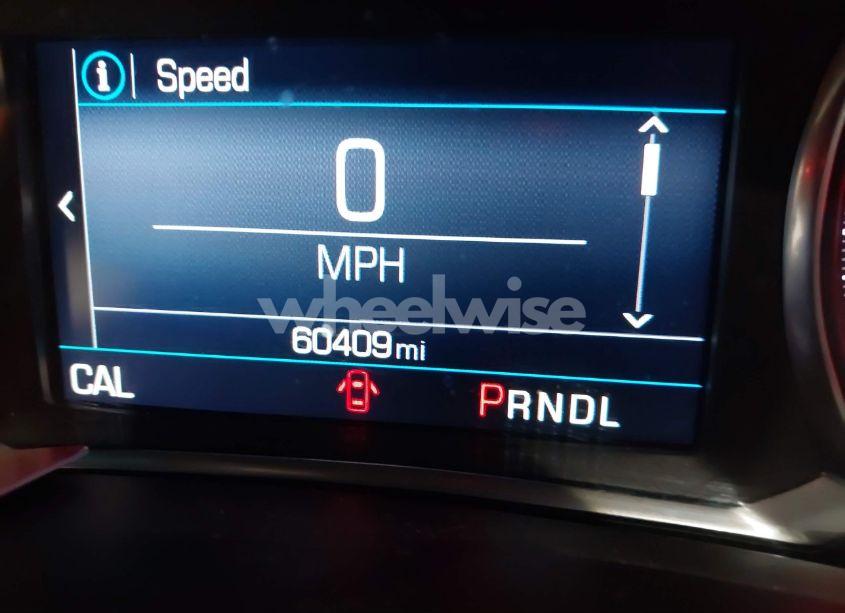 i Speed
0
MPH
wheelwise
60409 mi
CAL PRNDL